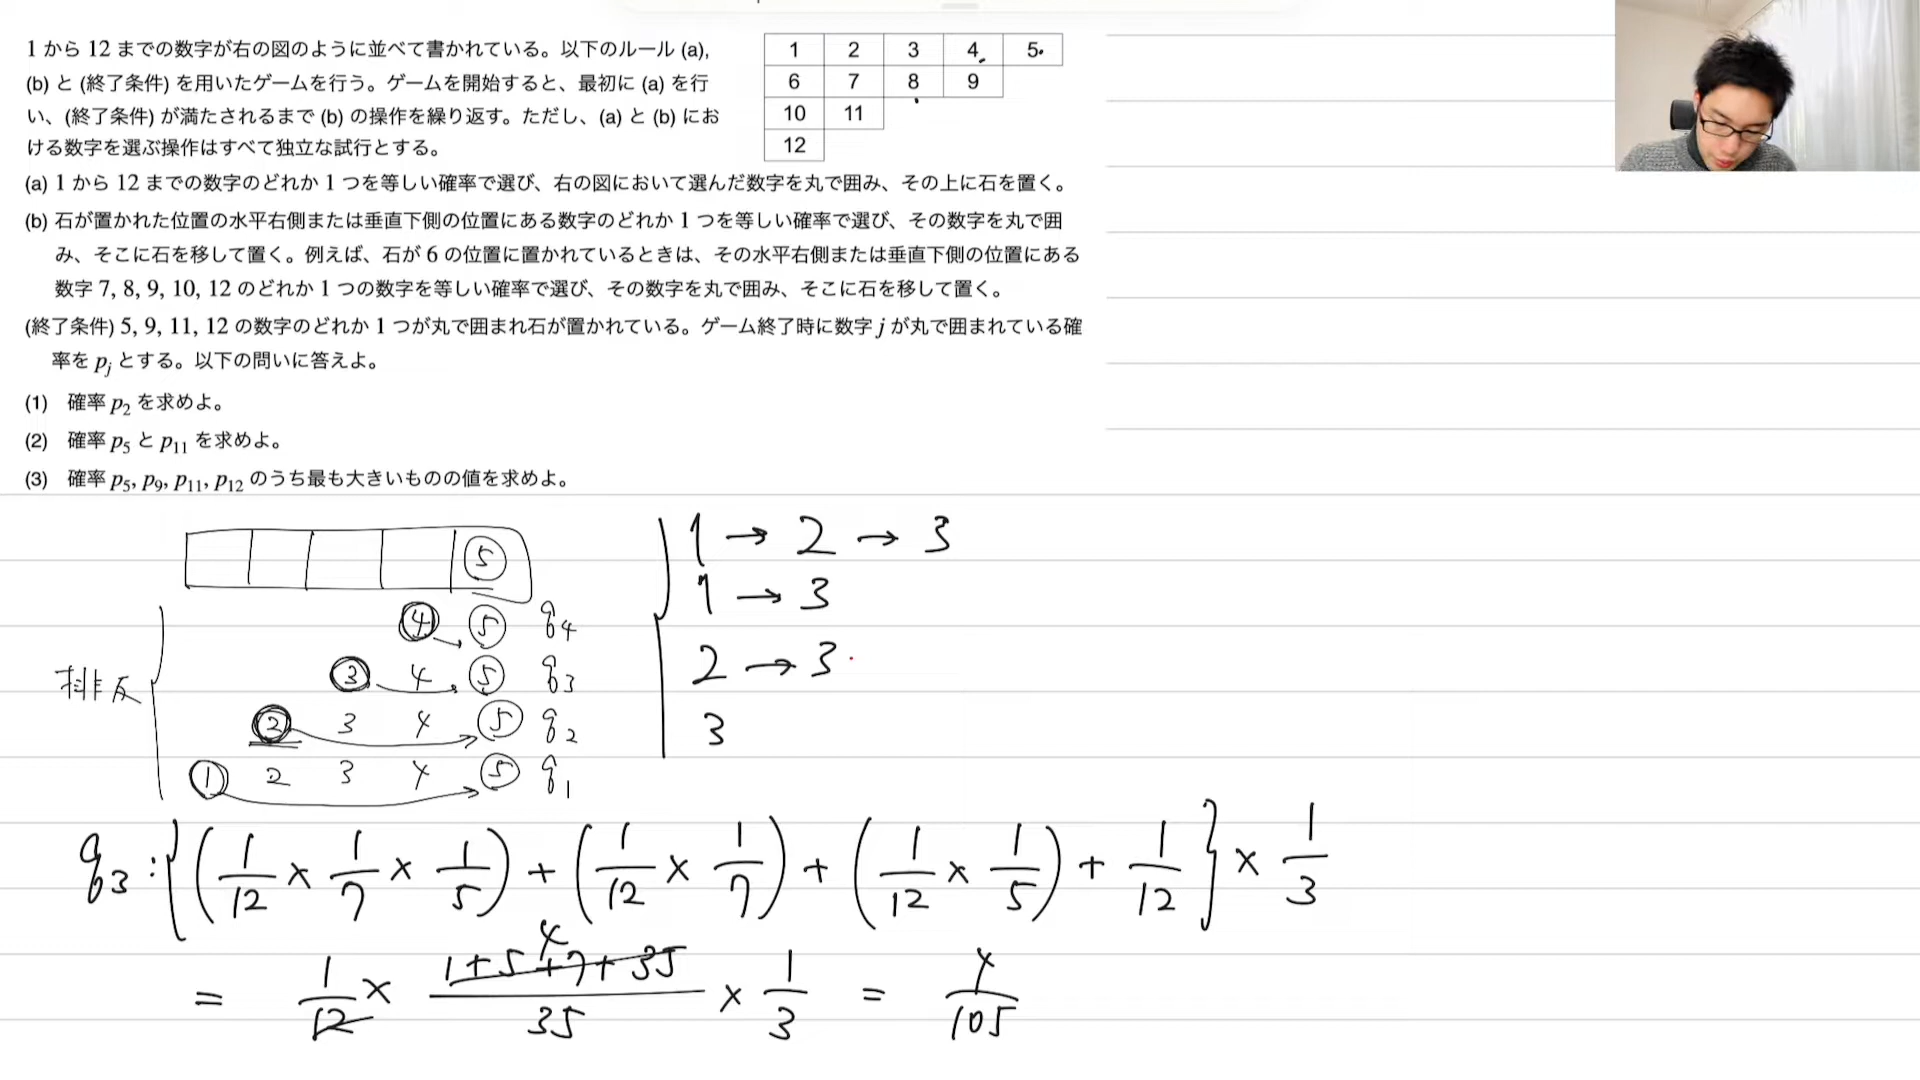 1 から 12 までの数字が右の図のように並べて書かれている。以下のルール (a),
(b) と (終了条件) を用いたゲームを行う。ゲームを開始すると、最初に (a) を行
い、(終了条件) が満たされるまで (b) の操作を繰り返す。ただし、(a) と (b) にお
ける数字を選ぶ操作はすべて独立な試行とする。
1 2 3 4 5
6 7 8 9
10 11
12
(a) 1 から 12 までの数字のどれか 1 つを等しい確率で選び、右の図において選んだ数字を丸で囲み、その上に石を置く。
(b) 石が置かれた位置の水平右側または垂直下側の位置にある数字のどれか 1 つを等しい確率で選び、その数字を丸で囲
み、そこに石を移して置く。例えば、石が 6 の位置に置かれているときは、その水平右側または垂直下側の位置にある
数字 7, 8, 9, 10, 12 のどれか 1 つの数字を等しい確率で選び、その数字を丸で囲み、そこに石を移して置く。
(終了条件) 5, 9, 11, 12 の数字のどれか 1 つが丸で囲まれ石が置かれている。ゲーム終了時に数字 j が丸で囲まれている確
率を p_j とする。以下の問いに答えよ。
(1) 確率 p_2 を求めよ。
(2) 確率 p_5 と p_11 を求めよ。
(3) 確率 p_5, p_9, p_11, p_12 のうち最も大きいものの値を求めよ。
⑤
④ → ⑤ q_4
③ 4 ⑤ q_3
② 3 4 ⑤ q_2
① 2 3 4 ⑤ q_1
排反
1 → 2 → 3
1 → 3
2 → 3
3
q_3 : {(1/12 × 1/7 × 1/5) + (1/12 × 1/7) + (1/12 × 1/5) + 1/12} × 1/3
4
= 1/12 × (1+5+7+35)/35 × 1/3 = 4/105